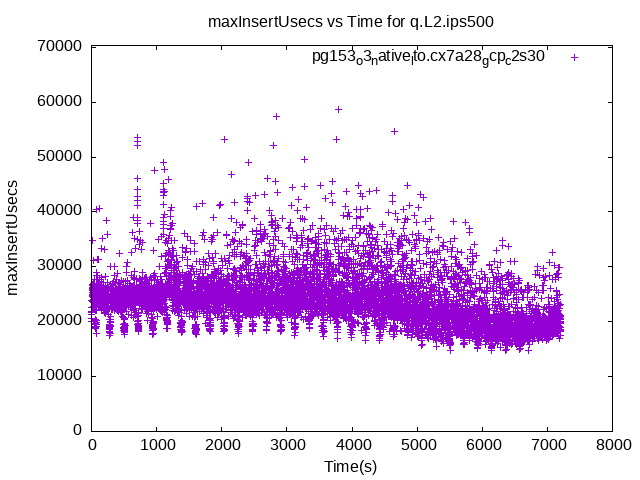 maxInsertUsecs vs Time for q.L2.ips500
pg153_o3_native_lto.cx7a28_gcp_c2s30
70000
60000
50000
40000
30000
20000
10000
0
maxInsertUsecs
0 1000 2000 3000 4000 5000 6000 7000 8000
Time(s)